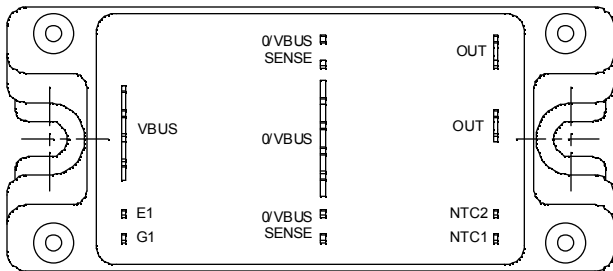 0/VBUS
SENSE
OUT
VBUS
0/VBUS
OUT
E1
G1
0/VBUS
SENSE
NTC2
NTC1